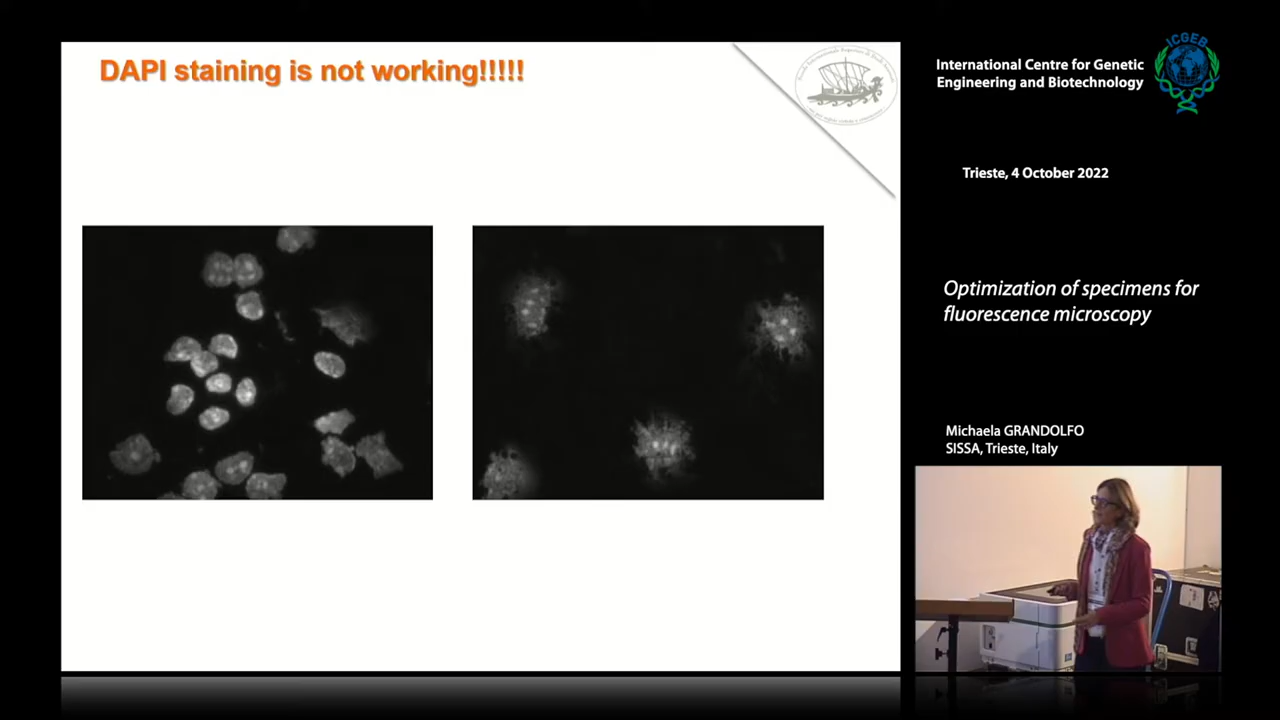 DAPI staining is not working!!!!!
International Centre for Genetic
Engineering and Biotechnology
ICGEB
Trieste, 4 October 2022
Optimization of specimens for
fluorescence microscopy
Michaela GRANDOLFO
SISSA, Trieste, Italy